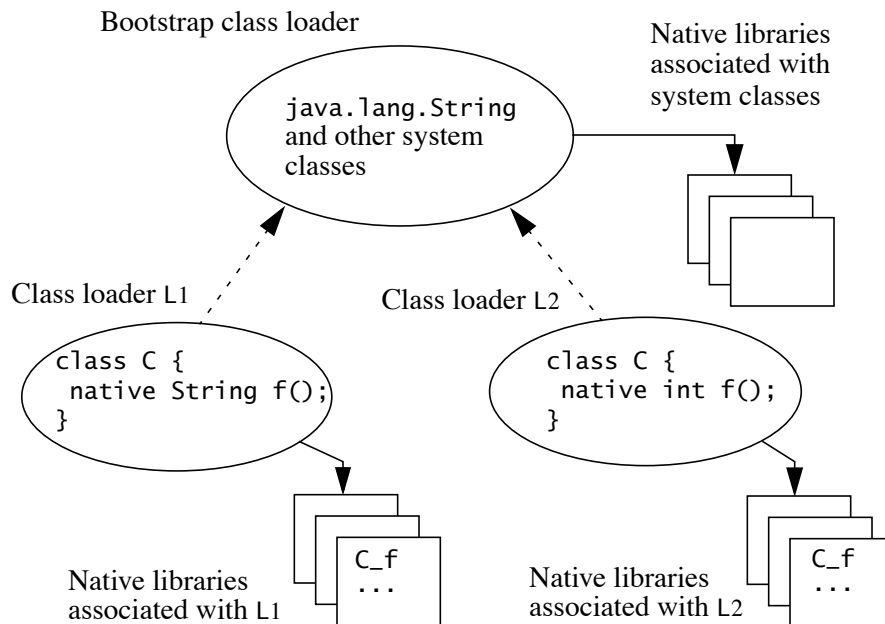 Bootstrap class loader
Native libraries
associated with
system classes
java.lang.String
and other system
classes
Class loader L1
Class loader L2
class C {
native String f();
}
class C {
native int f();
}
C_f
...
Native libraries
associated with L1
C_f
...
Native libraries
associated with L2